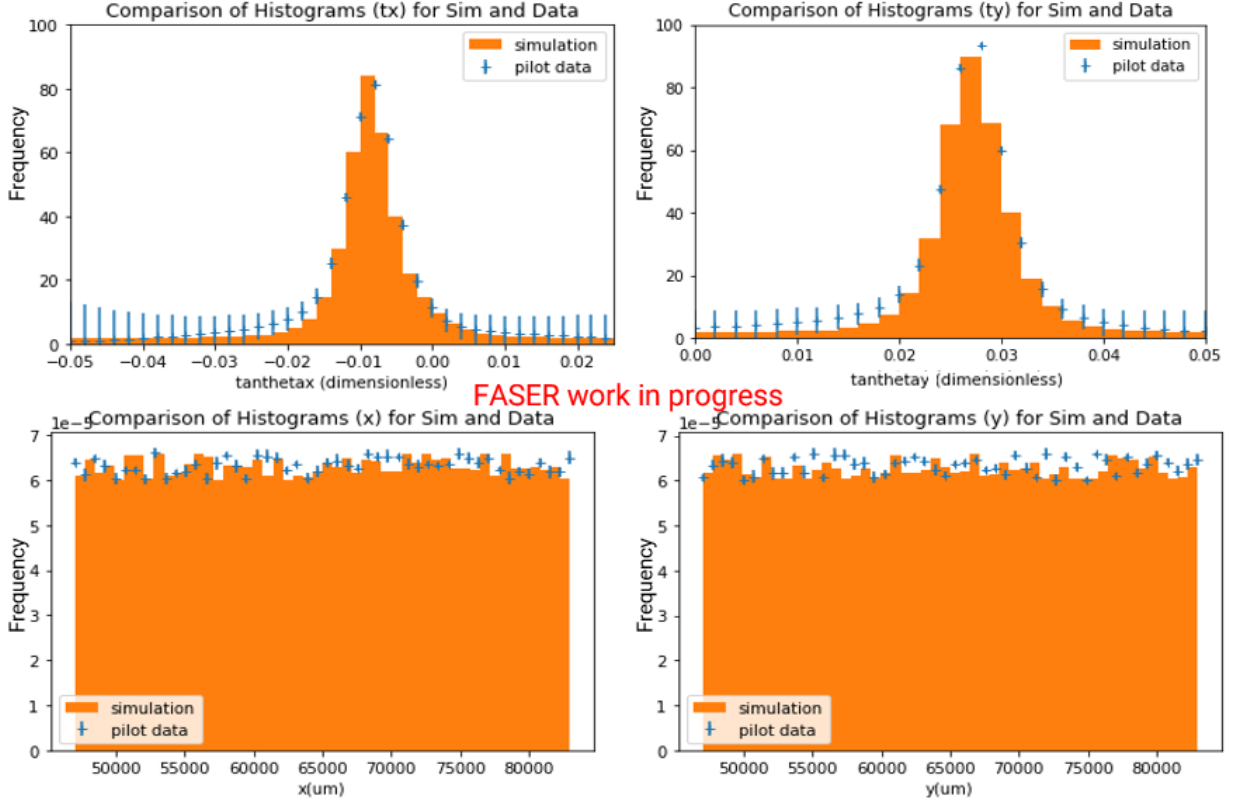 Comparison of Histograms (tx) for Sim and Data
100
80
60
40
20
0
Frequency
simulation
pilot data
−0.05 −0.04 −0.03 −0.02 −0.01 0.00 0.01 0.02
tanthetax (dimensionless)
Comparison of Histograms (ty) for Sim and Data
100
80
60
40
20
0
Frequency
simulation
pilot data
0.00 0.01 0.02 0.03 0.04 0.05
tanthetay (dimensionless)
FASER work in progress
1e−5
Comparison of Histograms (x) for Sim and Data
7
6
5
4
3
2
1
0
Frequency
simulation
pilot data
50000 55000 60000 65000 70000 75000 80000
x(um)
1e−5
Comparison of Histograms (y) for Sim and Data
7
6
5
4
3
2
1
0
Frequency
simulation
pilot data
50000 55000 60000 65000 70000 75000 80000
y(um)